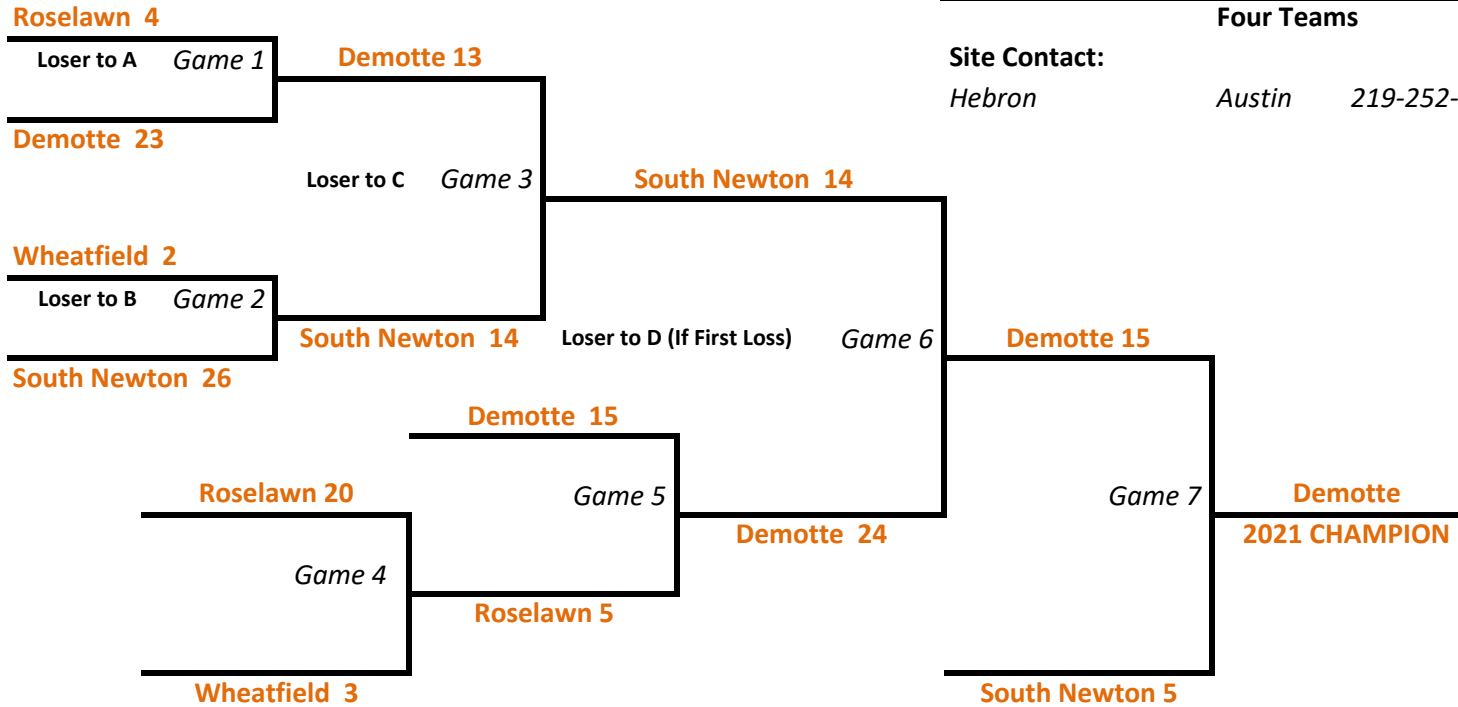 Roselawn 4
Four Teams
Loser to A Game 1
Demotte 13
Site Contact:
Hebron Austin 219-252-
Demotte 23
Loser to C Game 3
South Newton 14
Wheatfield 2
Loser to B Game 2
South Newton 14
Loser to D (If First Loss) Game 6
Demotte 15
South Newton 26
Demotte 15
Roselawn 20
Game 5
Game 7
Demotte
Demotte 24
2021 CHAMPION
Game 4
Roselawn 5
Wheatfield 3
South Newton 5